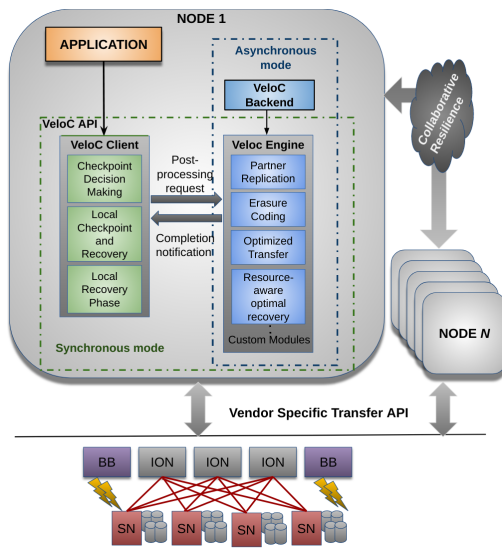 NODE 1
APPLICATION
Asynchronous
mode
VeloC
Backend
Collaborative
Resilience
VeloC API
VeloC Client
Checkpoint
Decision
Making
Local
Checkpoint
and
Recovery
Local
Recovery
Phase
Post-
processing
request
Completion
notification
Veloc Engine
Partner
Replication
Erasure
Coding
Optimized
Transfer
Resource-
aware
optimal
recovery
Custom Modules
Synchronous mode
NODE N
Vendor Specific Transfer API
BB
ION
ION
ION
BB
SN
SN
SN
SN